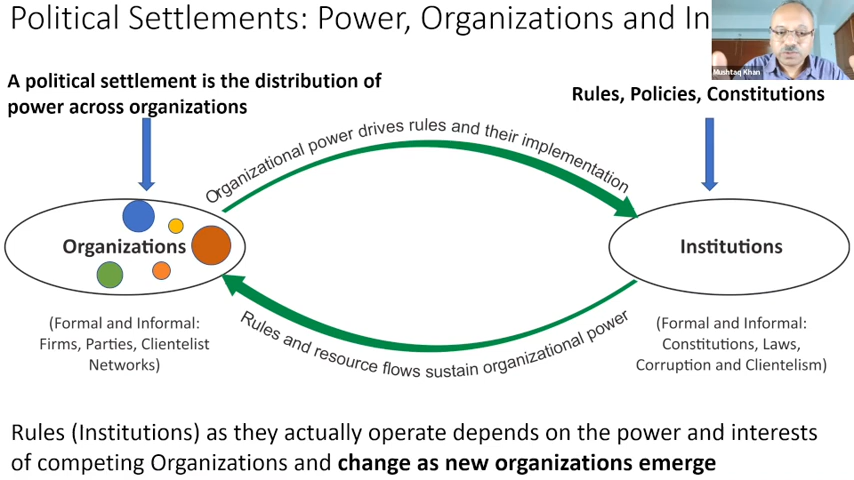 Political Settlements: Power, Organizations and In
Mushtaq Khan
A political settlement is the distribution of
power across organizations
Rules, Policies, Constitutions
Organizational power drives rules and their implementation
Organizations
Institutions
Rules and resource flows sustain organizational power
(Formal and Informal:
Firms, Parties, Clientelist
Networks)
(Formal and Informal:
Constitutions, Laws,
Corruption and Clientelism)
Rules (Institutions) as they actually operate depends on the power and interests
of competing Organizations and change as new organizations emerge